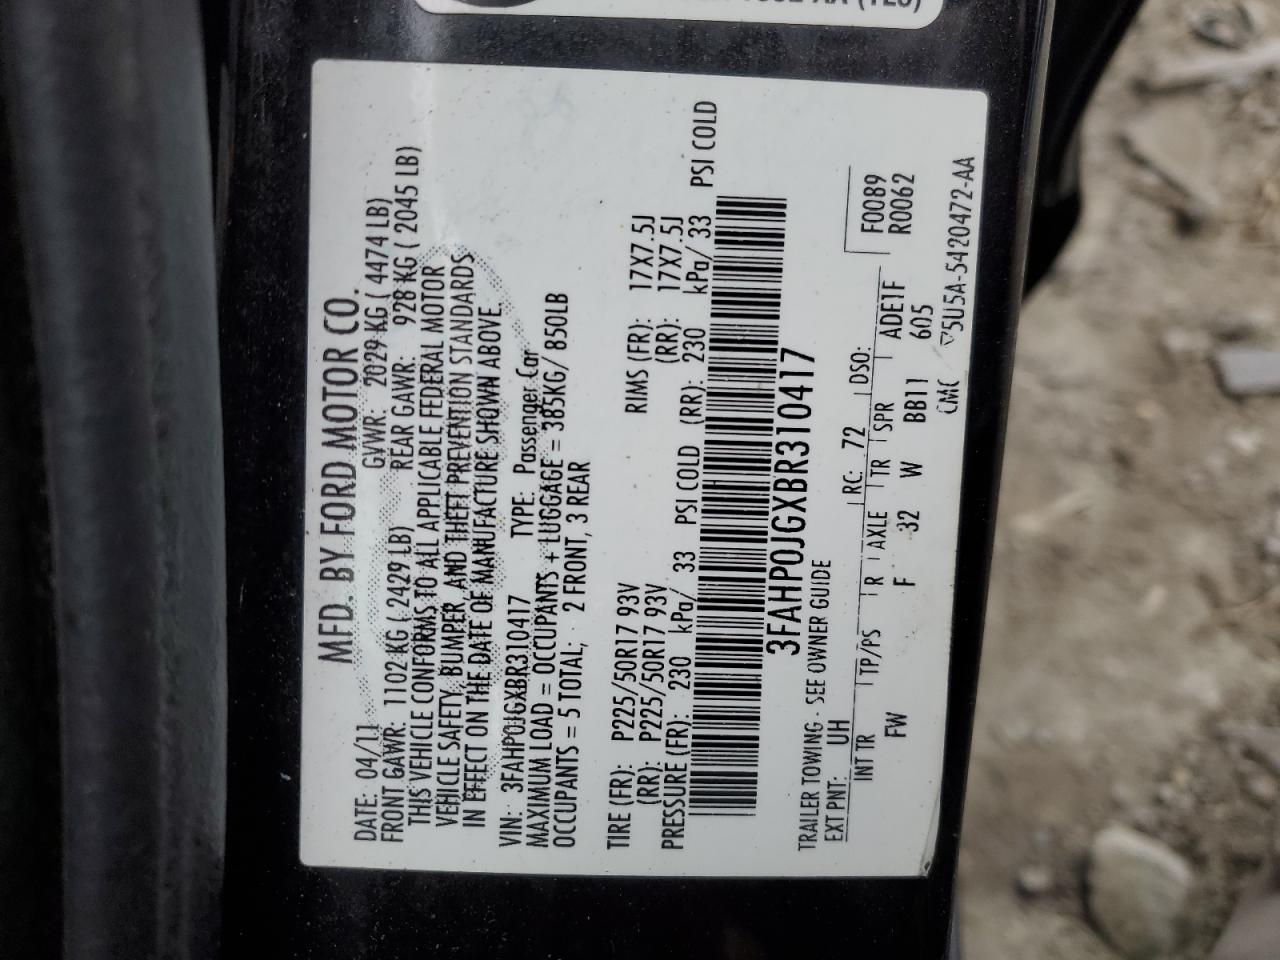 MFD. BY FORD MOTOR CO.
DATE: 04/11 GVWR: 2029 KG ( 4474 LB)
FRONT GAWR: 1102 KG ( 2429 LB) REAR GAWR: 928 KG ( 2045 LB)
THIS VEHICLE CONFORMS TO ALL APPLICABLE FEDERAL MOTOR
VEHICLE SAFETY, BUMPER, AND THEFT PREVENTION STANDARDS
IN EFFECT ON THE DATE OF MANUFACTURE SHOWN ABOVE.
VIN: 3FAHP0JGXBR310417 TYPE: Passenger Car
MAXIMUM LOAD = OCCUPANTS + LUGGAGE = 385KG/ 850LB
OCCUPANTS = 5 TOTAL; 2 FRONT, 3 REAR
TIRE (FR): P225/50R17 93V RIMS (FR): 17X7.5J
(RR): P225/50R17 93V (RR): 17X7.5J
PRESSURE (FR): 230 kPa/ 33 PSI COLD (RR): 230 kPa/ 33 PSI COLD
3FAHP0JGXBR310417
TRAILER TOWING - SEE OWNER GUIDE
EXT PNT: UH RC: 72 DSO: F0089
R0062
INT TR TP/PS R AXLE TR SPR ADE1F
FW F 32 W BB11 605
CMC 5U5A-5420472-AA